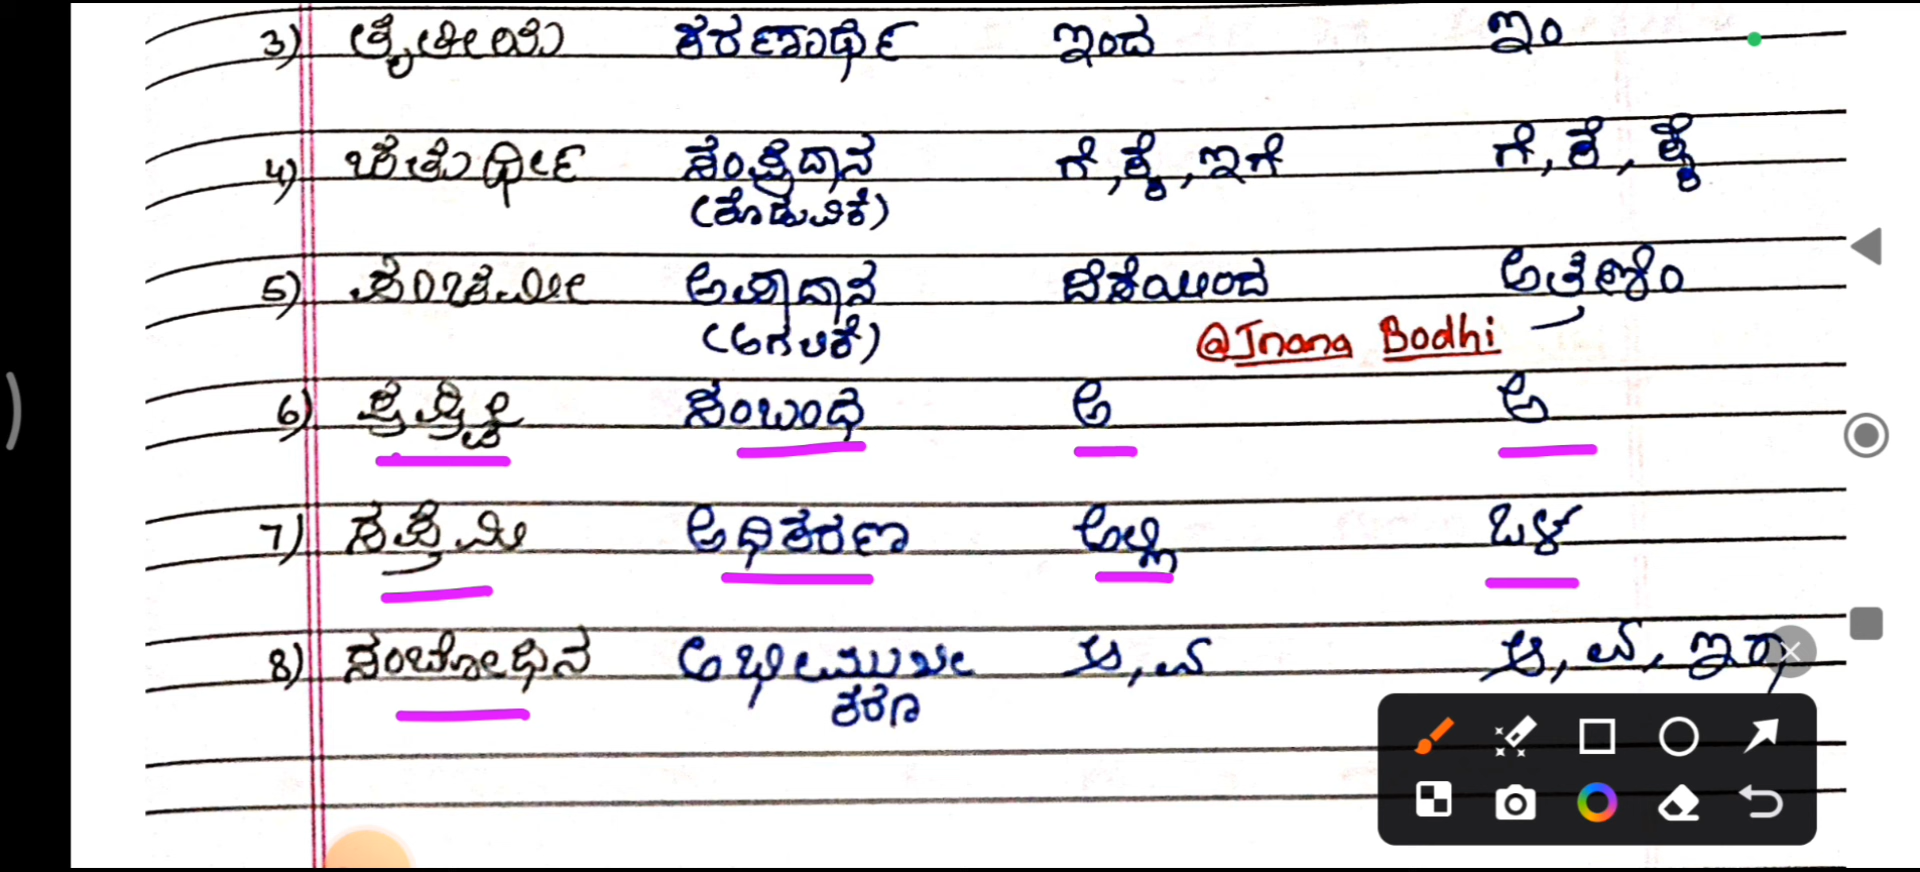 3) ತೃತೀಯ ಕರಣಾರ್ಥ ಇಂದ ಇಂ
4) ಚತುರ್ಥೀ ಸಂಪ್ರದಾನ ಗೆ, ಕ್ಕೆ, ಇಗೆ ಗೆ, ಕೆ, ಕ್ಕೆ
(ಕೊಡುವಿಕೆ)
5) ಪಂಚಮೀ ಅಪಾದಾನ ದೆಸೆಯಿಂದ ಅತ್ತಣಿಂ
(ಅಗಲಿಕೆ)
@Jnana Bodhi
6) ಸಂಬಂಧ ಅ ಅ
7) ಸಪ್ತಮೀ ಅಧಿಕರಣ ಅಲ್ಲಿ ಒಳ್
8) ಸಂಬೋಧನ ಅಭಿಮುಖೀ ಆ, ಏ ಆ, ಏ, ಇರಾ
ಕರಣ